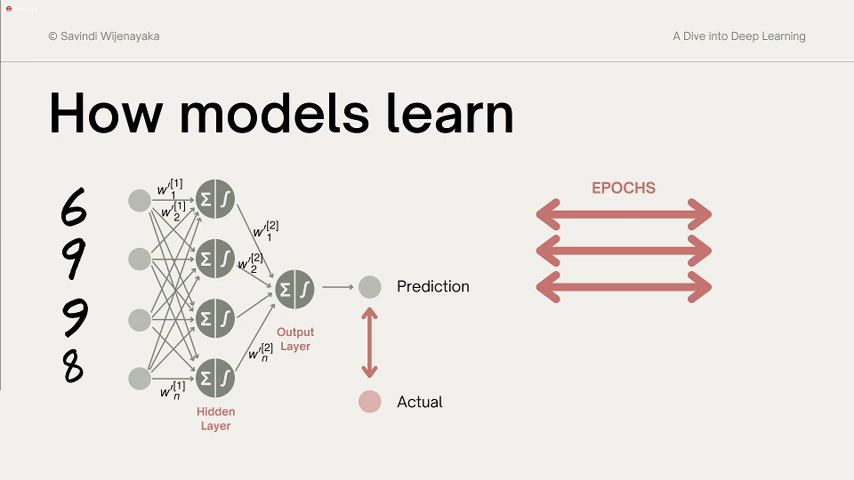 © Savindi Wijenayaka
A Dive into Deep Learning
How models learn
6
9
9
8
w'[1]1
w'[1]2
w'[1]n
Σ ∫
Σ ∫
Σ ∫
Σ ∫
Hidden
Layer
w'[2]1
w'[2]2
w'[2]n
Σ ∫
Output
Layer
Prediction
Actual
EPOCHS